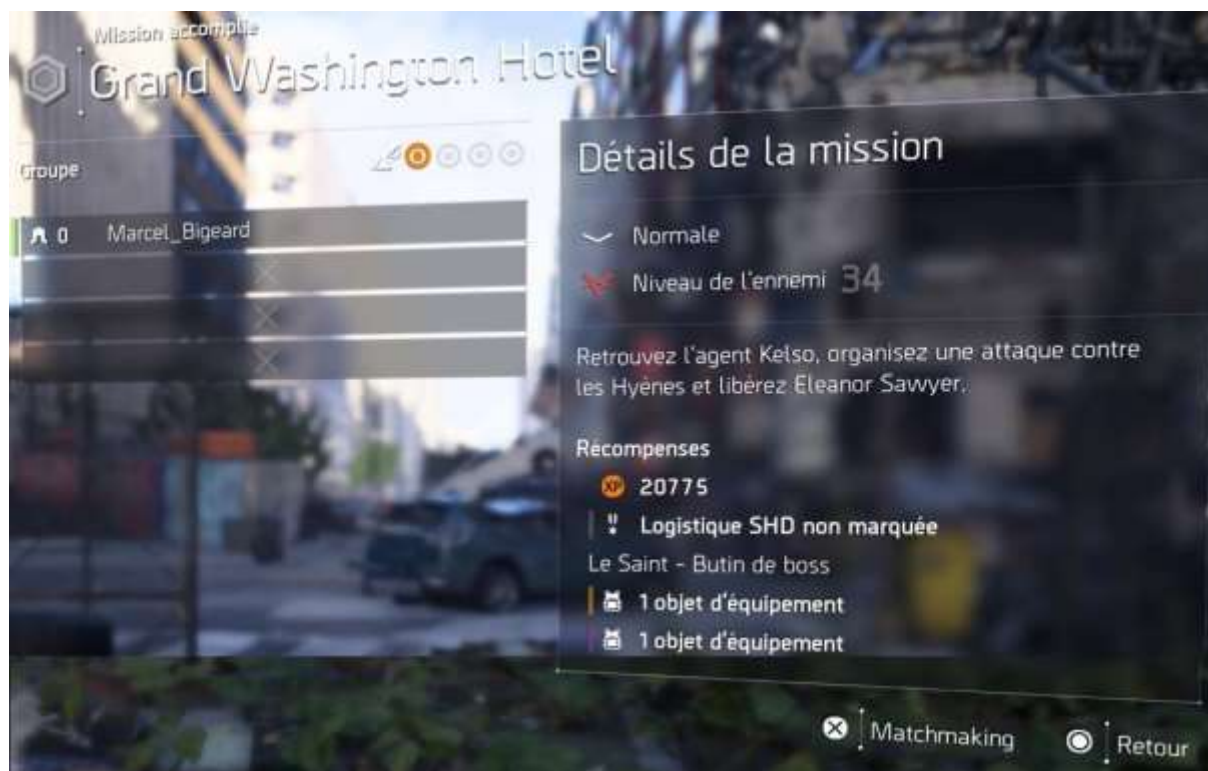 Mission accomplie
Grand Washington Hotel
Groupe
0 Marcel_Bigeard
Détails de la mission
Normale
Niveau de l'ennemi 34
Retrouvez l'agent Kelso, organisez une attaque contre
les Hyènes et libérez Eleanor Sawyer.
Récompenses
XP 20775
Logistique SHD non marquée
Le Saint - Butin de boss
1 objet d'équipement
1 objet d'équipement
Matchmaking
Retour